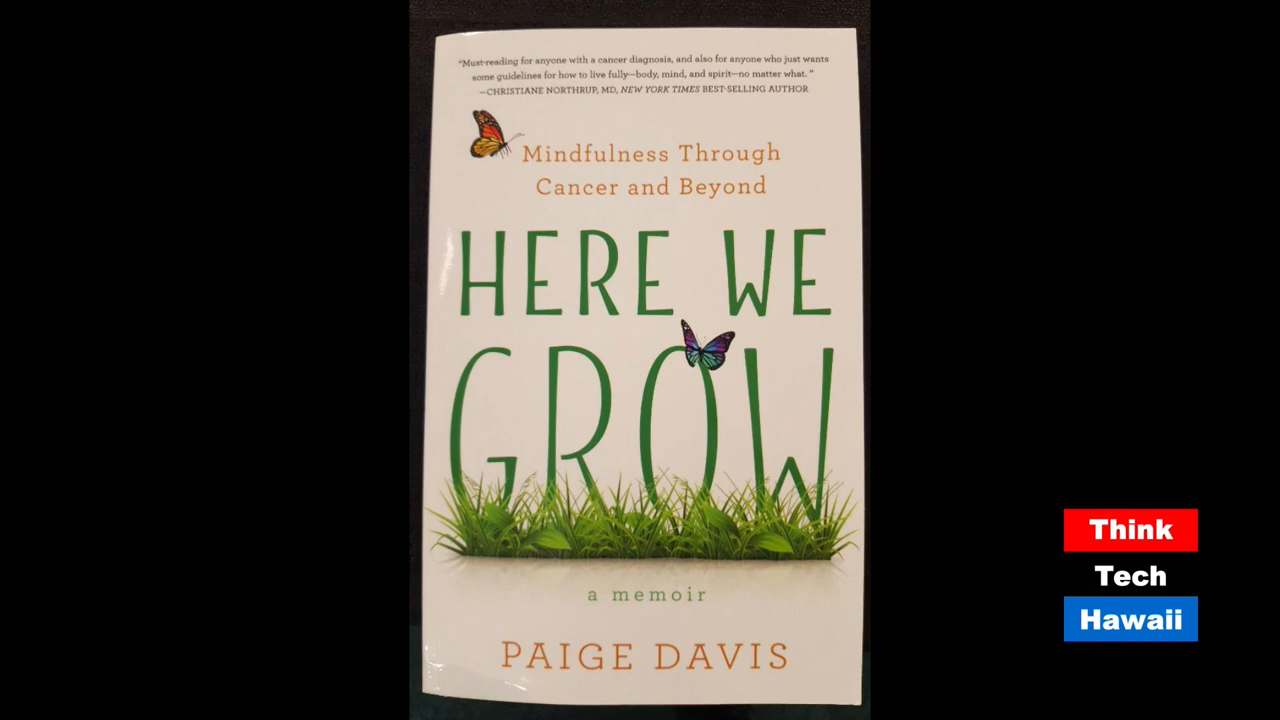 “Must-reading for anyone with a cancer diagnosis, and also for anyone who just wants
some guidelines for how to live fully—body, mind, and spirit—no matter what.”
—CHRISTIANE NORTHRUP, MD, NEW YORK TIMES BEST-SELLING AUTHOR
Mindfulness Through
Cancer and Beyond
HERE WE
GROW
a memoir
PAIGE DAVIS
Think
Tech
Hawaii